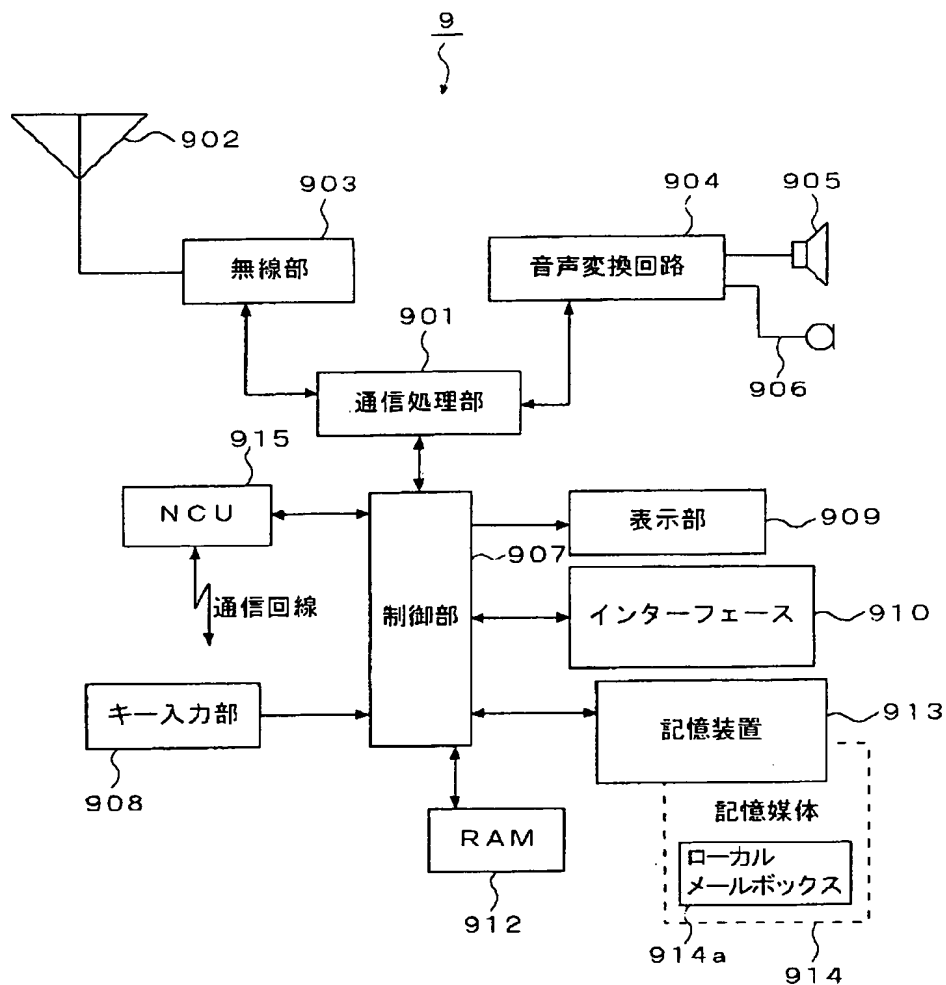 9
902
903
無線部
904
音声変換回路
905
906
901
通信処理部
915
NCU
通信回線
907
制御部
表示部
909
インターフェース
910
キー入力部
908
記憶装置
913
RAM
912
記憶媒体
ローカル
メールボックス
914a
914